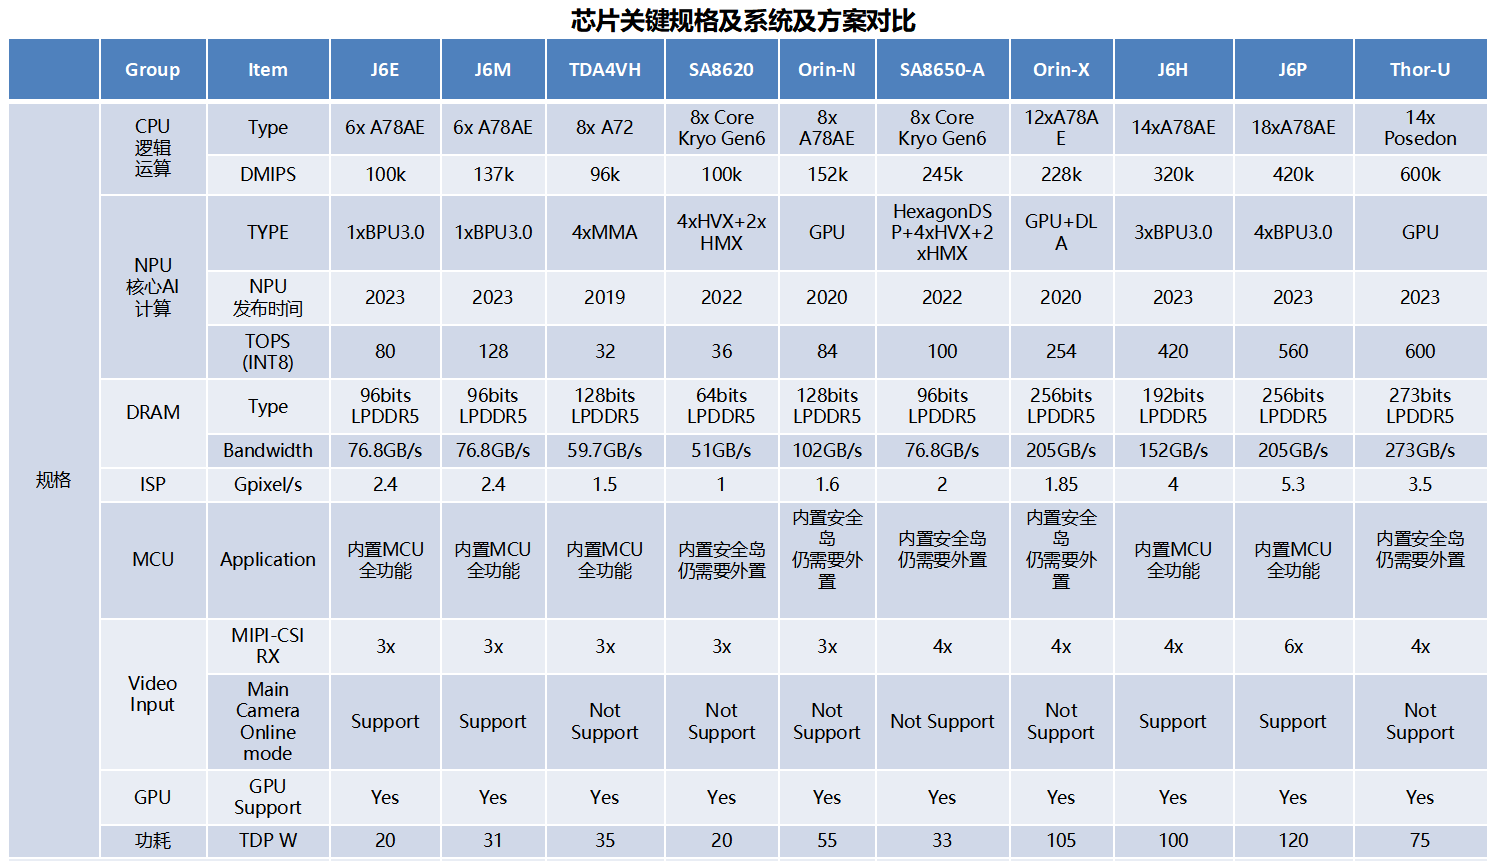 芯片关键规格及系统及方案对比
Group Item J6E J6M TDA4VH SA8620 Orin-N SA8650-A Orin-X J6H J6P Thor-U
规格
CPU
逻辑
运算
Type 6x A78AE 6x A78AE 8x A72 8x Core
Kryo Gen6 8x
A78AE 8x Core
Kryo Gen6 12xA78A
E 14xA78AE 18xA78AE 14x
Posedon
DMIPS 100k 137k 96k 100k 152k 245k 228k 320k 420k 600k
NPU
核心AI
计算
TYPE 1xBPU3.0 1xBPU3.0 4xMMA 4xHVX+2x
HMX GPU HexagonDS
P+4xHVX+2
xHMX GPU+DL
A 3xBPU3.0 4xBPU3.0 GPU
NPU
发布时间 2023 2023 2019 2022 2020 2022 2020 2023 2023 2023
TOPS
(INT8) 80 128 32 36 84 100 254 420 560 600
DRAM
Type 96bits
LPDDR5 96bits
LPDDR5 128bits
LPDDR5 64bits
LPDDR5 128bits
LPDDR5 96bits
LPDDR5 256bits
LPDDR5 192bits
LPDDR5 256bits
LPDDR5 273bits
LPDDR5
Bandwidth 76.8GB/s 76.8GB/s 59.7GB/s 51GB/s 102GB/s 76.8GB/s 205GB/s 152GB/s 205GB/s 273GB/s
ISP Gpixel/s 2.4 2.4 1.5 1 1.6 2 1.85 4 5.3 3.5
MCU Application 内置MCU
全功能 内置MCU
全功能 内置MCU
全功能 内置安全岛
仍需要外置 内置安全
岛
仍需要外
置 内置安全岛
仍需要外置 内置安全
岛
仍需要外
置 内置MCU
全功能 内置MCU
全功能 内置安全岛
仍需要外置
Video
Input
MIPI-CSI
RX 3x 3x 3x 3x 3x 4x 4x 4x 6x 4x
Main
Camera
Online
mode Support Support Not
Support Not
Support Not
Support Not Support Not
Support Support Support Not
Support
GPU GPU
Support Yes Yes Yes Yes Yes Yes Yes Yes Yes Yes
功耗 TDP W 20 31 35 20 55 33 105 100 120 75